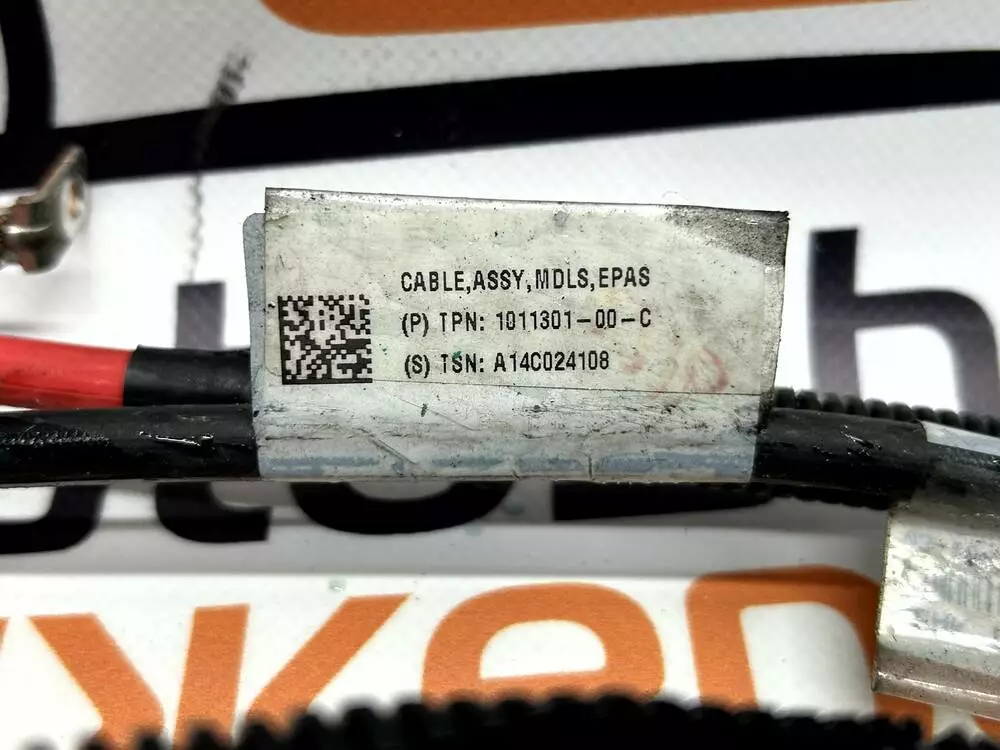 CABLE,ASSY,MDLS,EPAS
(P) TPN: 1011301-00-C
(S) TSN: A14C024108